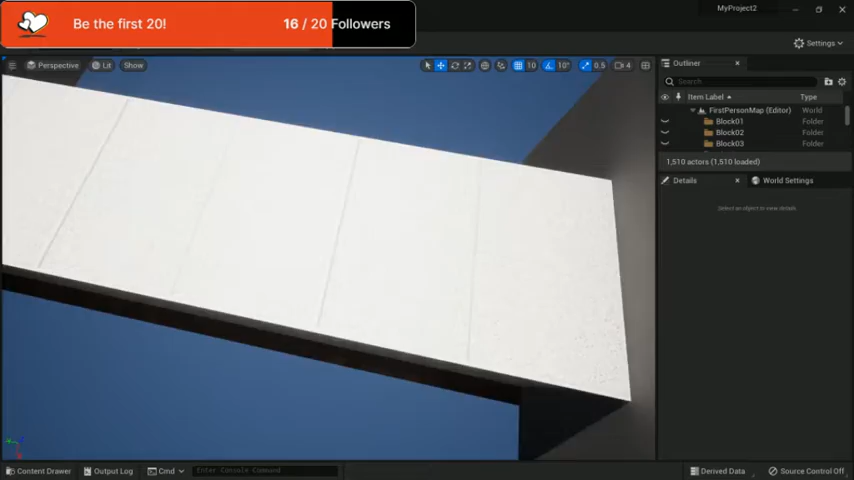 Be the first 20!
16 / 20 Followers
MyProject2
Settings
Perspective
Lit
Show
10
10°
0.5
4
Outliner
Search...
Item Label
Type
FirstPersonMap (Editor)
World
Block01
Folder
Block02
Folder
Block03
Folder
1,510 actors (1,510 loaded)
Details
World Settings
Select an object to view details.
Content Drawer
Output Log
Cmd
Enter Console Command
Derived Data
Source Control Off